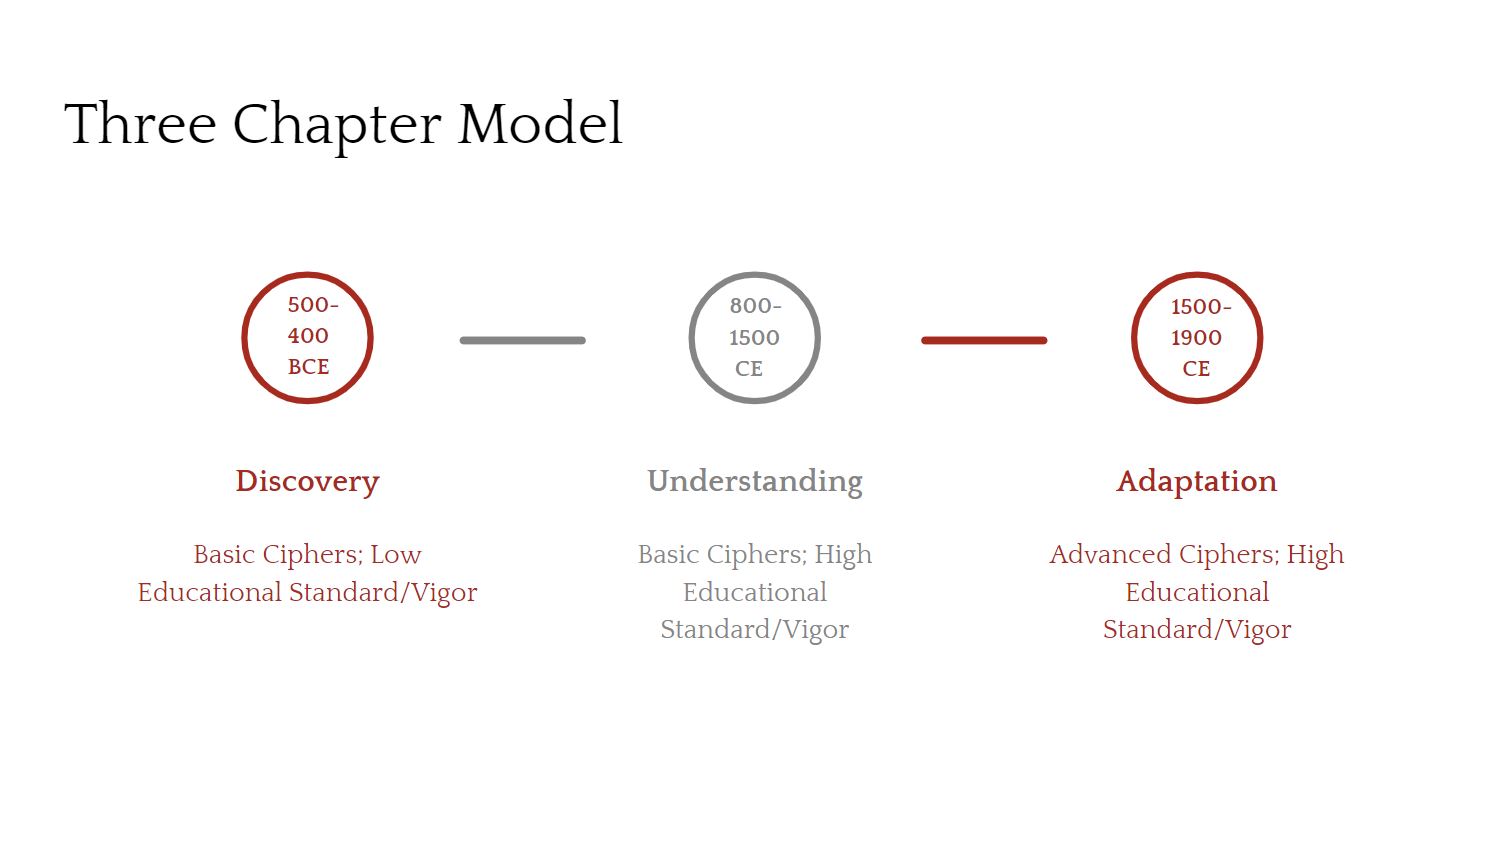 Three Chapter Model
500-
400
BCE
800-
1500
CE
1500-
1900
CE
Discovery
Understanding
Adaptation
Basic Ciphers; Low
Educational Standard/Vigor
Basic Ciphers; High
Educational
Standard/Vigor
Advanced Ciphers; High
Educational
Standard/Vigor